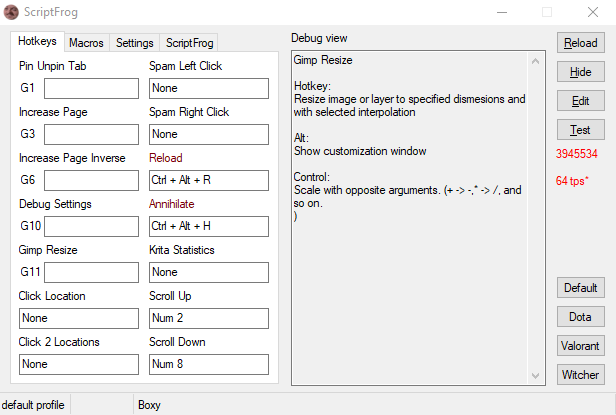 ScriptFrog
Hotkeys Macros Settings ScriptFrog
Pin Unpin Tab
G1
Spam Left Click
None
Increase Page
G3
Spam Right Click
None
Increase Page Inverse
G6
Reload
Ctrl + Alt + R
Debug Settings
G10
Annihilate
Ctrl + Alt + H
Gimp Resize
G11
Krita Statistics
None
Click Location
None
Scroll Up
Num 2
Click 2 Locations
None
Scroll Down
Num 8
Debug view
Gimp Resize
Hotkey:
Resize image or layer to specified dismesions and
with selected interpolation
Alt:
Show customization window
Control:
Scale with opposite arguments. (+ -> -,* -> /, and
so on.
)
Reload
Hide
Edit
Test
3945534
64 tps*
Default
Dota
Valorant
Witcher
default profile
Boxy